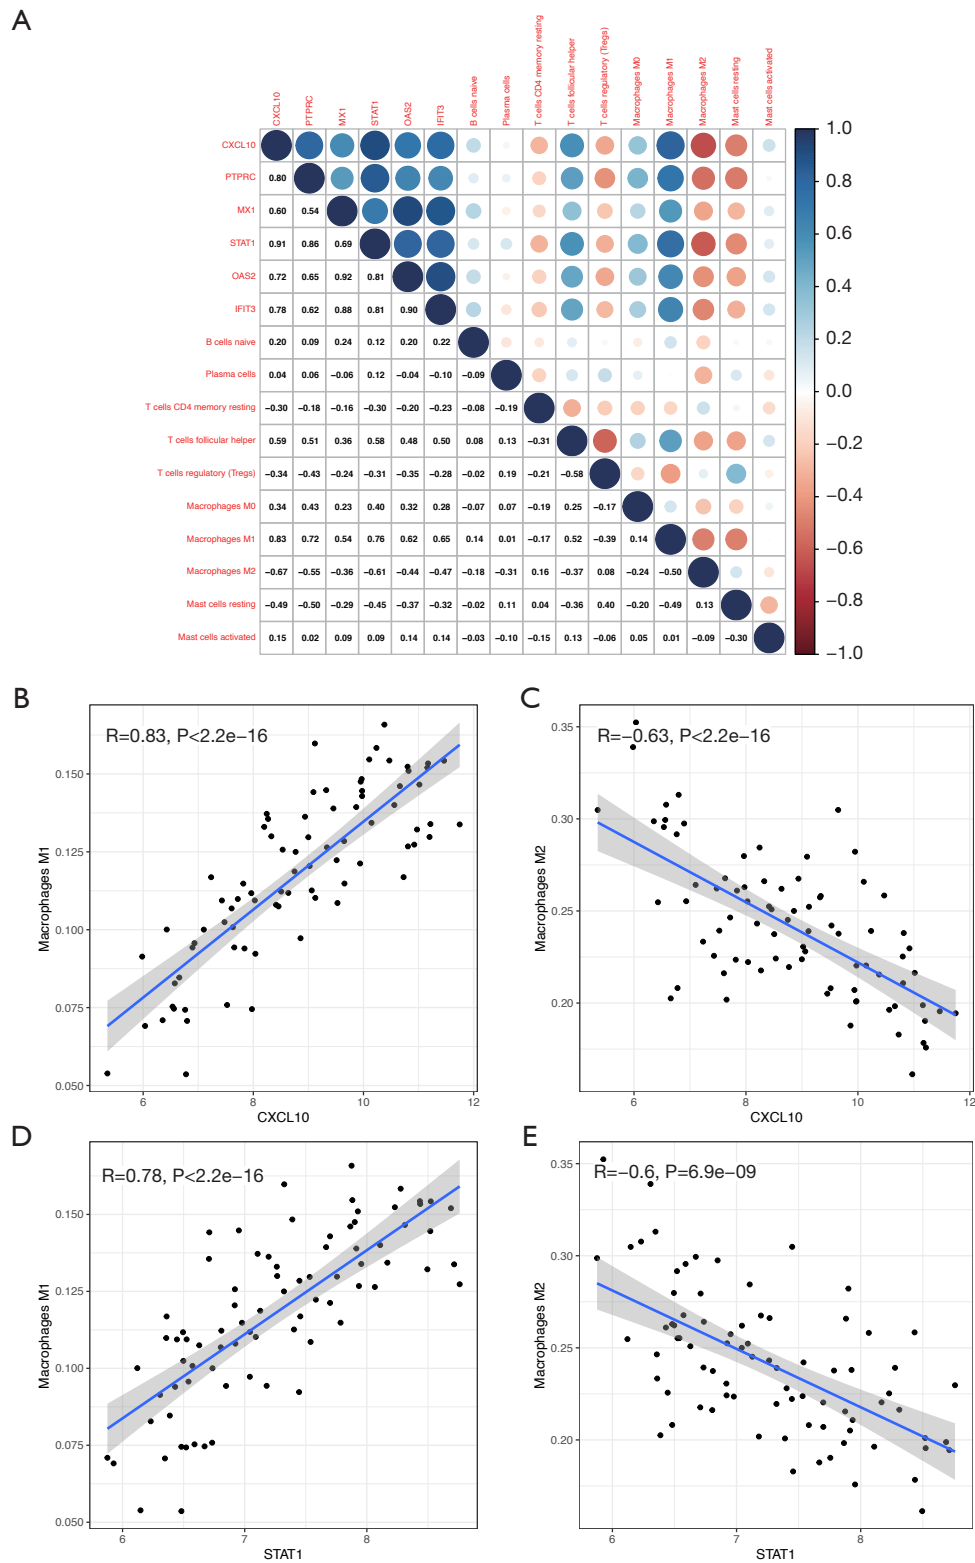 A
CXCL10 PTPRC MX1 STAT1 OAS2 IFIT3 B cells naive Plasma cells T cells CD4 memory resting T cells follicular helper T cells regulatory (Tregs) Macrophages M0 Macrophages M1 Macrophages M2 Mast cells resting Mast cells activated
CXCL10 1.0
PTPRC 0.80 0.8
MX1 0.60 0.54
STAT1 0.91 0.86 0.69 0.6
OAS2 0.72 0.65 0.92 0.81 0.4
IFIT3 0.78 0.62 0.88 0.81 0.90
B cells naive 0.20 0.09 0.24 0.12 0.20 0.22 0.2
Plasma cells 0.04 0.06 −0.06 0.12 −0.04 −0.10 −0.09 0.0
T cells CD4 memory resting −0.30 −0.18 −0.16 −0.30 −0.20 −0.23 −0.08 −0.19
T cells follicular helper 0.59 0.51 0.36 0.58 0.48 0.50 0.08 0.13 −0.31 −0.2
T cells regulatory (Tregs) −0.34 −0.43 −0.24 −0.31 −0.35 −0.28 −0.02 0.19 −0.21 −0.58
Macrophages M0 0.34 0.43 0.23 0.40 0.32 0.28 −0.07 0.07 −0.19 0.25 −0.17 −0.4
Macrophages M1 0.83 0.72 0.54 0.76 0.62 0.65 0.14 0.01 −0.17 0.52 −0.39 0.14 −0.6
Macrophages M2 −0.67 −0.55 −0.36 −0.61 −0.44 −0.47 −0.18 −0.31 0.16 −0.37 0.08 −0.24 −0.50
Mast cells resting −0.49 −0.50 −0.29 −0.45 −0.37 −0.32 −0.02 0.11 0.04 −0.36 0.40 −0.20 −0.49 0.13 −0.8
Mast cells activated 0.15 0.02 0.09 0.09 0.14 0.14 −0.03 −0.10 −0.15 0.13 −0.06 0.05 0.01 −0.09 −0.30 −1.0
B
R=0.83, P<2.2e−16
Macrophages M1
0.150
0.125
0.100
0.075
0.050
6 8 10 12
CXCL10
C
R=−0.63, P<2.2e−16
Macrophages M2
0.35
0.30
0.25
0.20
6 8 10 12
CXCL10
D
R=0.78, P<2.2e−16
Macrophages M1
0.150
0.125
0.100
0.075
0.050
6 7 8
STAT1
E
R=−0.6, P=6.9e−09
Macrophages M2
0.35
0.30
0.25
0.20
6 7 8
STAT1